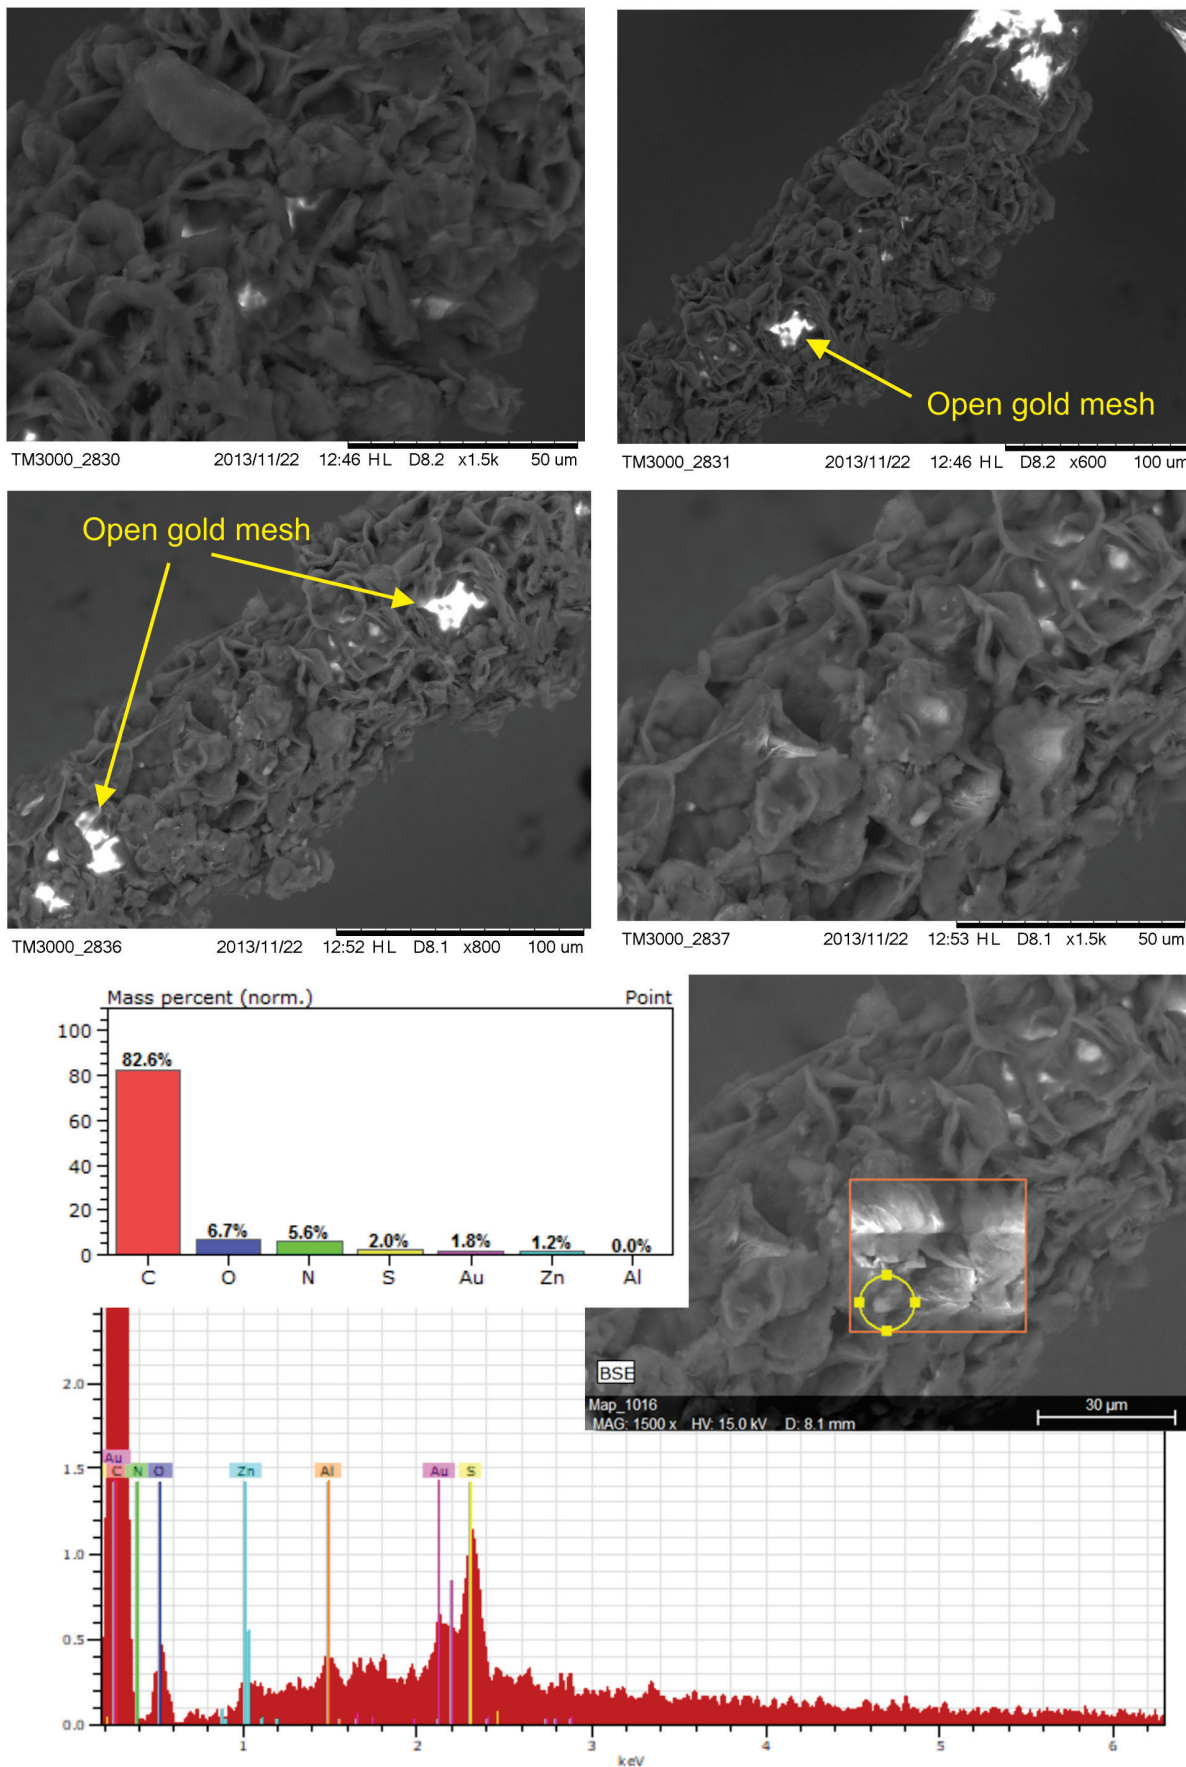 Open gold mesh
TM3000_2830 2013/11/22 12:46 HL D8.2 x1.5k 50 um
TM3000_2831 2013/11/22 12:46 HL D8.2 x600 100 um
Open gold mesh
TM3000_2836 2013/11/22 12:52 HL D8.1 x800 100 um
TM3000_2837 2013/11/22 12:53 HL D8.1 x1.5k 50 um
Mass percent (norm.) Point
100
80
60
40
20
0
82.6%
6.7%
5.6%
2.0%
1.8%
1.2%
0.0%
C O N S Au Zn Al
BSE
Map_1016
MAG: 1500 x HV: 15.0 kV D: 8.1 mm
30 µm
2.0
1.5
1.0
0.5
0.0
Au
C N O Zn Al Au S
1 2 3 4 5 6
keV